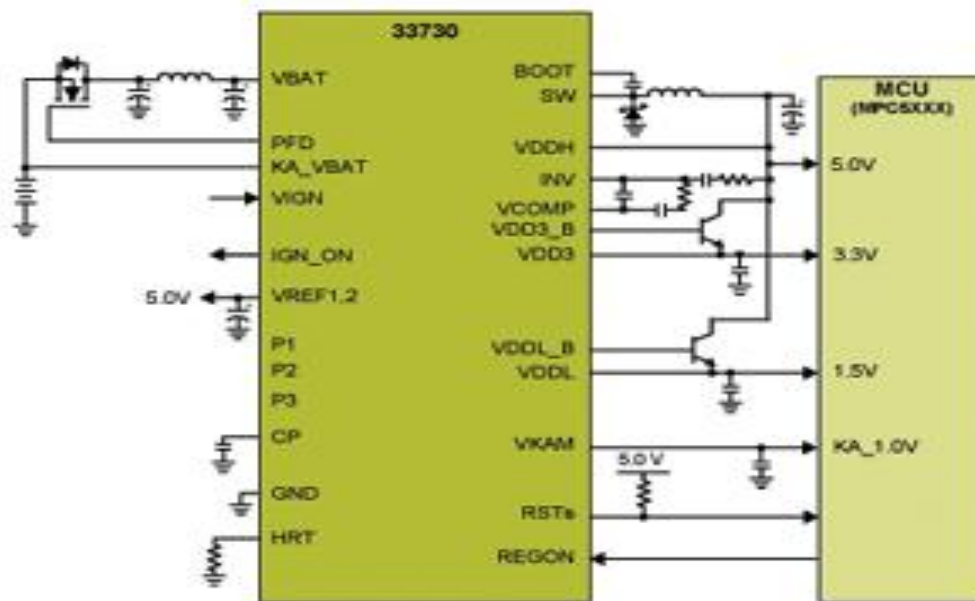 33730
VBAT
PFD
KA_VBAT
VIGN
IGN_ON
5.0V
VREF1,2
P1
P2
P3
CP
GND
HRT
BOOT
SW
VDDH
INV
VCOMP
VDD3_B
VDD3
VDDL_B
VDDL
VKAM
5.0 V
RSTs
REGON
MCU
(MPC5XXX)
5.0V
3.3V
1.5V
KA_1.0V